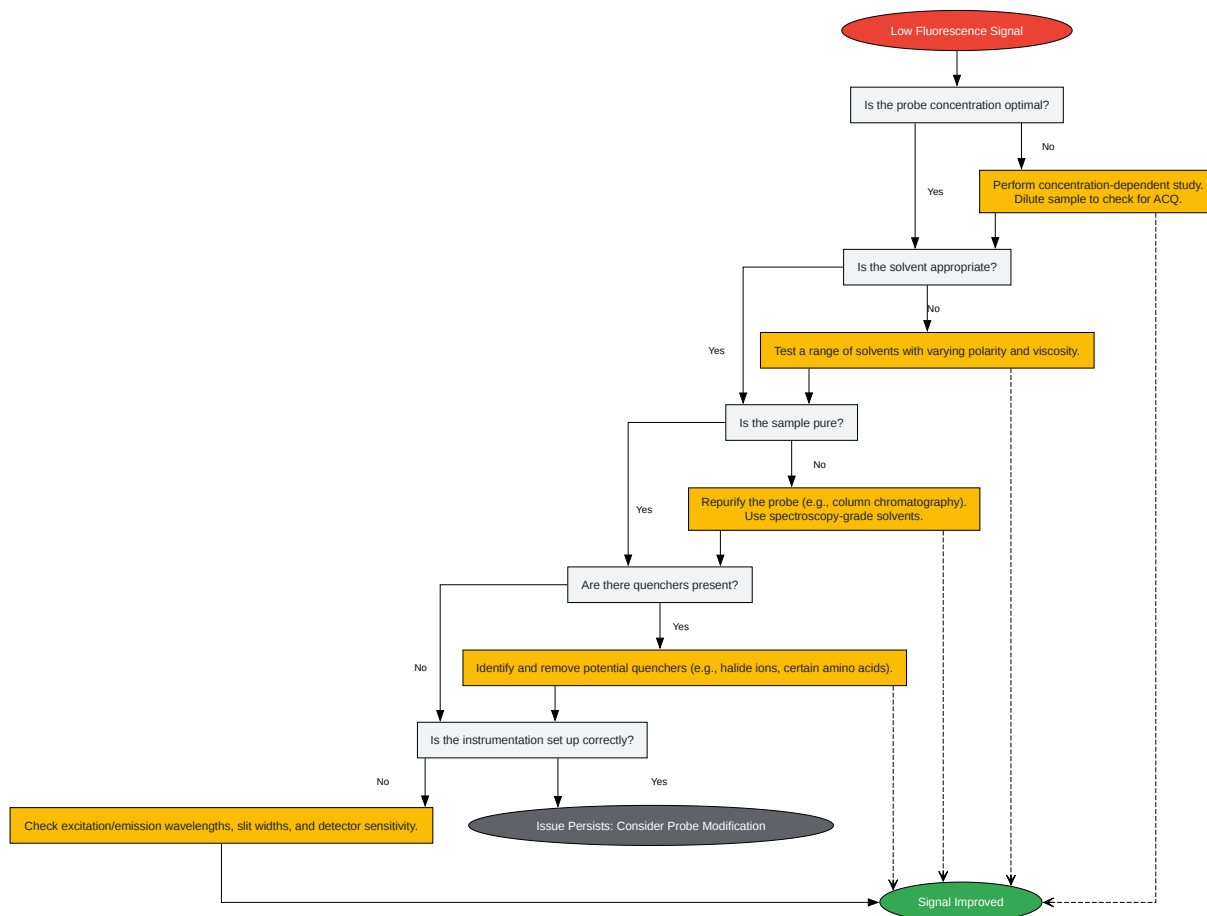 Low Fluorescence Signal
Is the probe concentration optimal?
No
Perform concentration-dependent study.
Dilute sample to check for ACQ.
Yes
Is the solvent appropriate?
No
Test a range of solvents with varying polarity and viscosity.
Yes
Is the sample pure?
No
Repurify the probe (e.g., column chromatography).
Use spectroscopy-grade solvents.
Yes
Are there quenchers present?
Yes
Identify and remove potential quenchers (e.g., halide ions, certain amino acids).
No
Is the instrumentation set up correctly?
No
Yes
Check excitation/emission wavelengths, slit widths, and detector sensitivity.
Issue Persists: Consider Probe Modification
Signal Improved